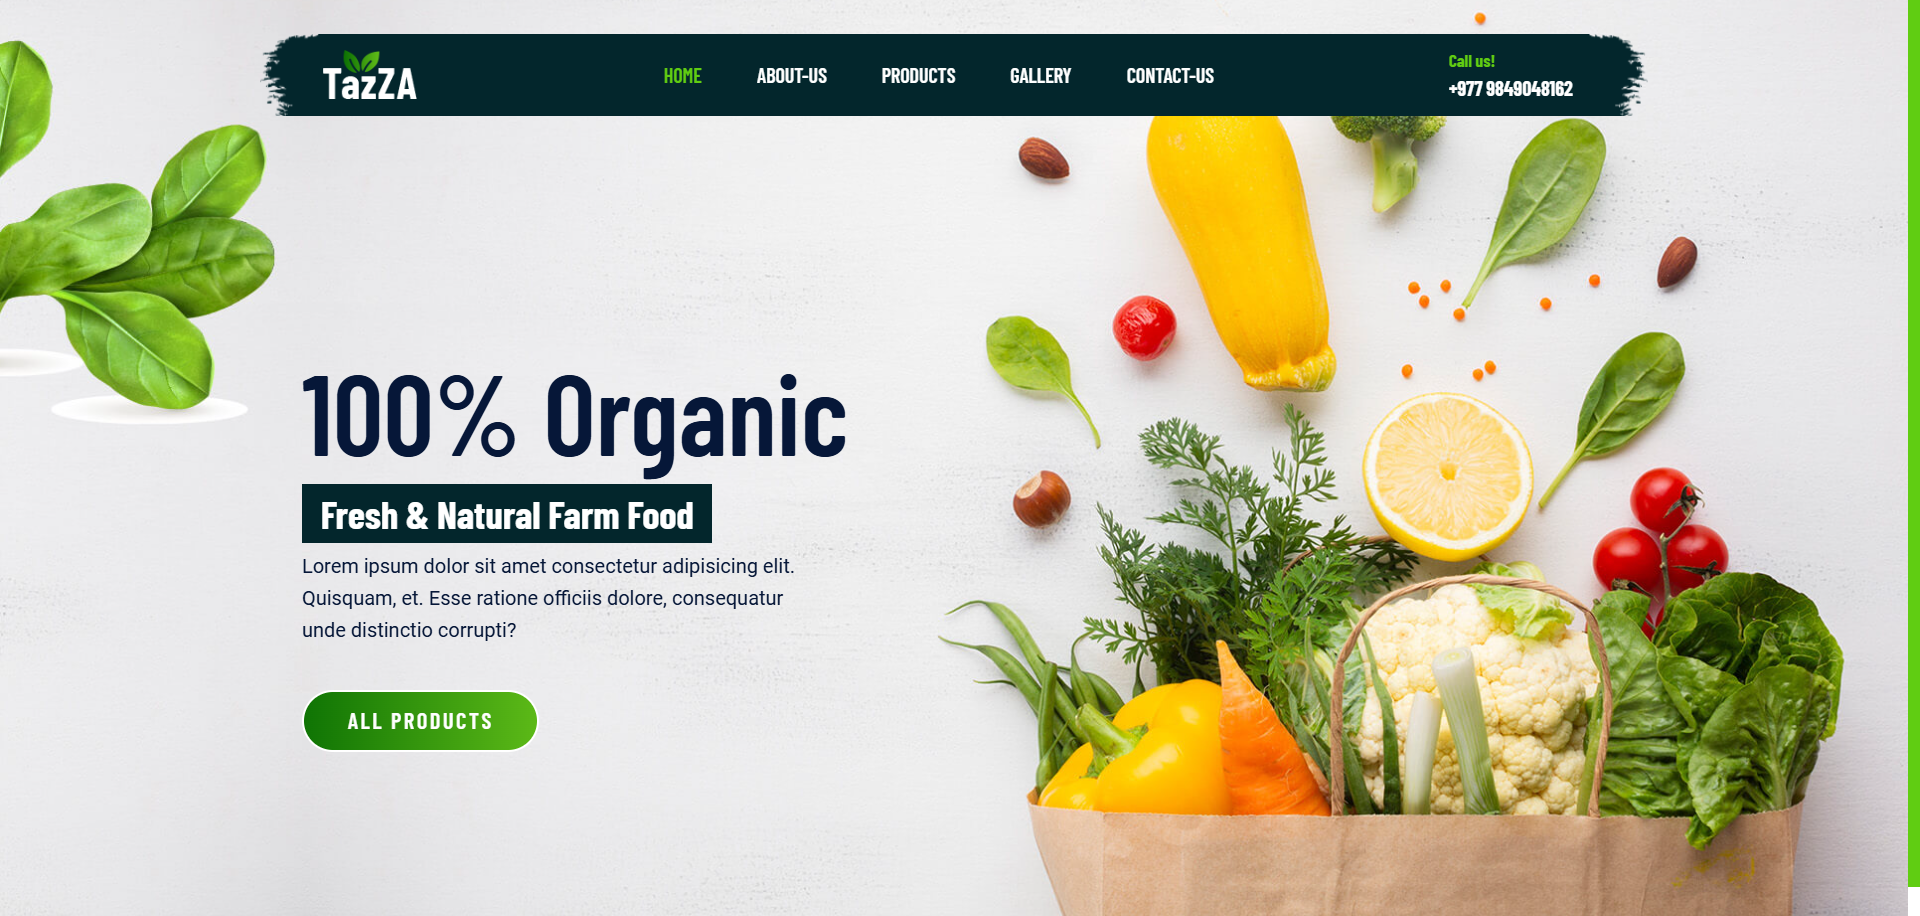 TazZA
HOME ABOUT-US PRODUCTS GALLERY CONTACT-US
Call us!
+977 9849048162
100% Organic
Fresh & Natural Farm Food
Lorem ipsum dolor sit amet consectetur adipisicing elit.
Quisquam, et. Esse ratione officiis dolore, consequatur
unde distinctio corrupti?
ALL PRODUCTS